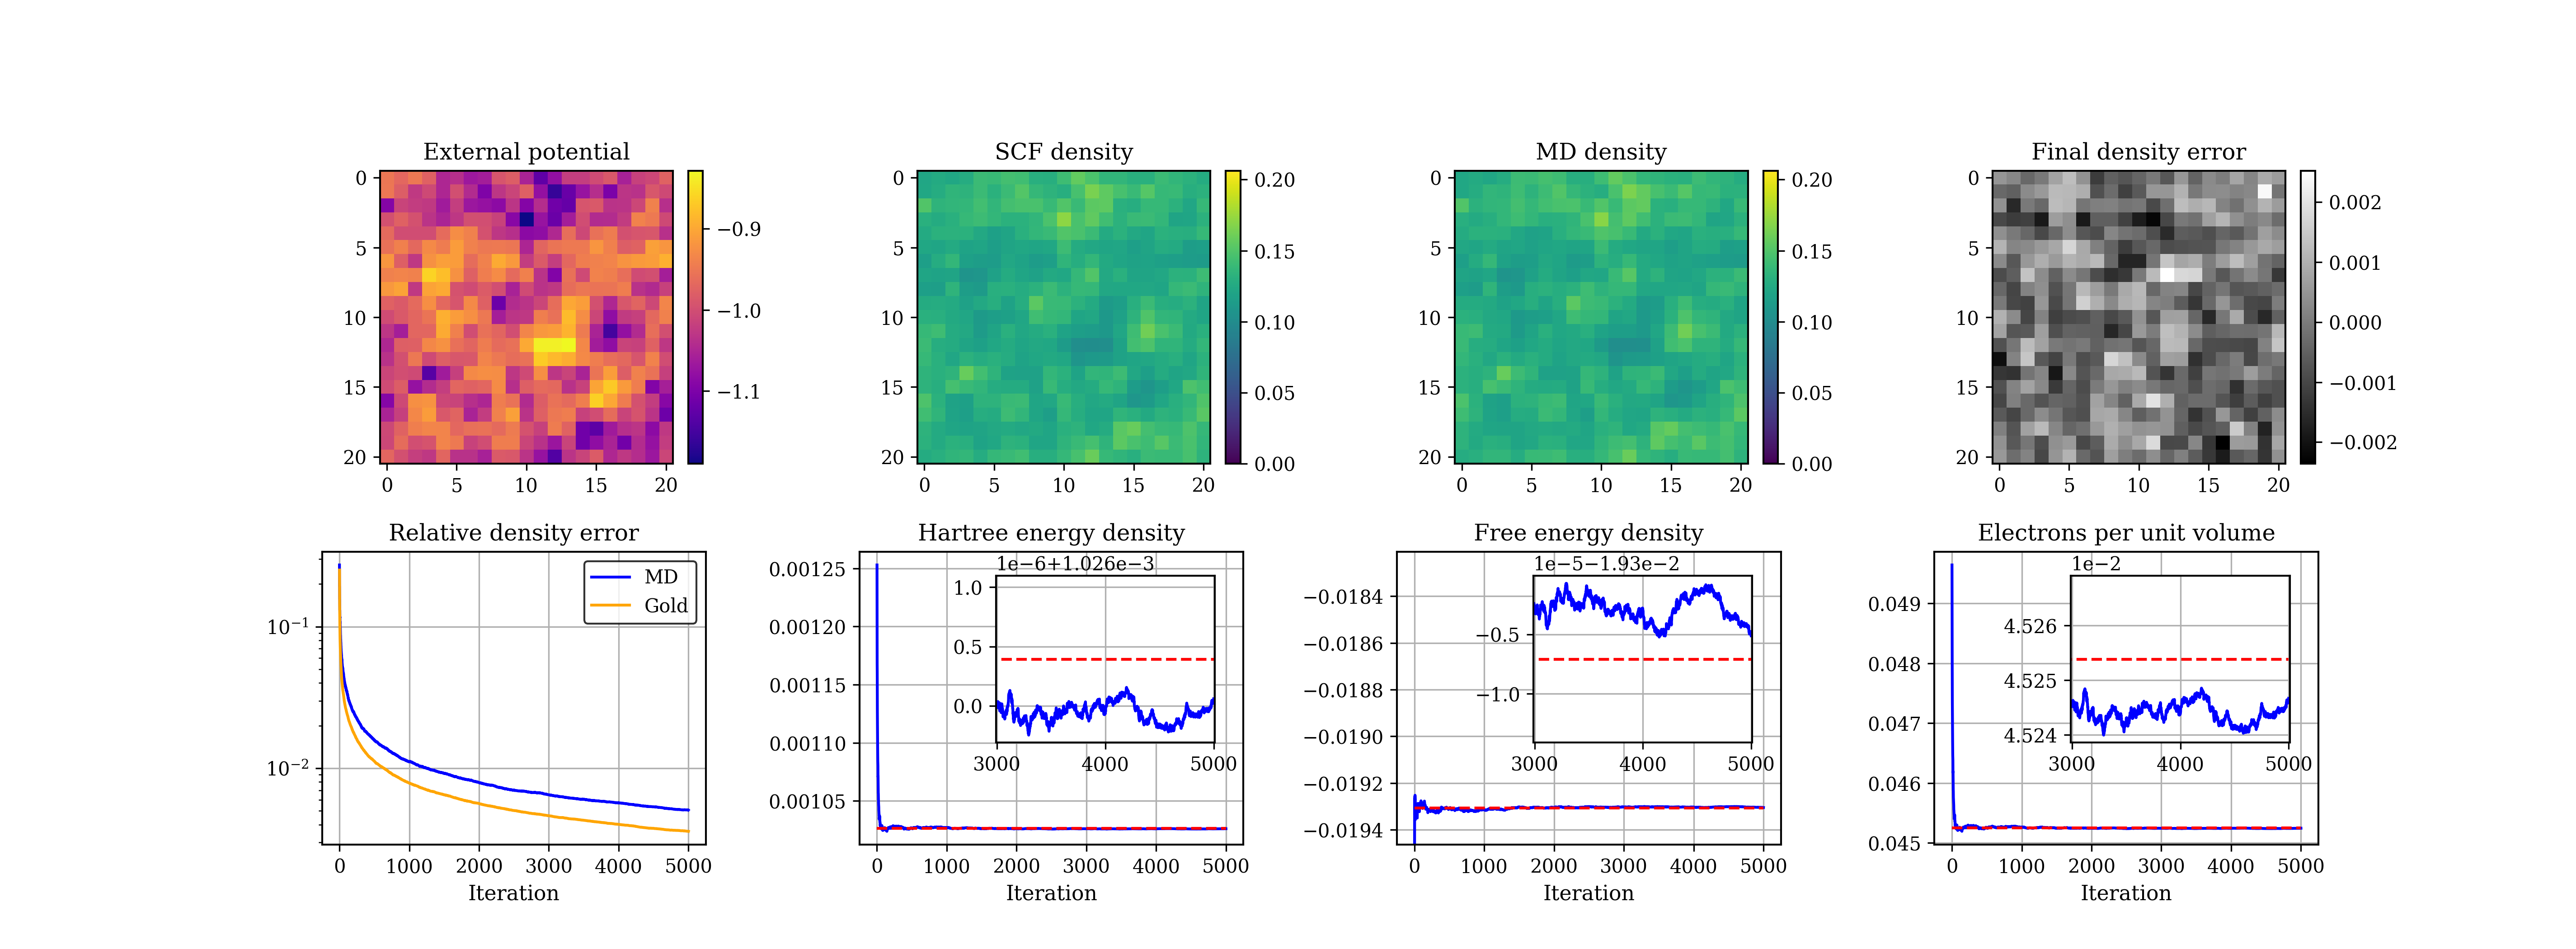 External potential
0
5
10
15
20
0 5 10 15 20
−0.9
−1.0
−1.1
SCF density
0
5
10
15
20
0 5 10 15 20
0.20
0.15
0.10
0.05
0.00
MD density
0
5
10
15
20
0 5 10 15 20
0.20
0.15
0.10
0.05
0.00
Final density error
0
5
10
15
20
0 5 10 15 20
0.002
0.001
0.000
−0.001
−0.002
Relative density error
MD
Gold
10−1
10−2
0 1000 2000 3000 4000 5000
Iteration
Hartree energy density
0.00125
0.00120
0.00115
0.00110
0.00105
1e−6+1.026e−3
1.0
0.5
0.0
3000 4000 5000
0 1000 2000 3000 4000 5000
Iteration
Free energy density
−0.0184
−0.0186
−0.0188
−0.0190
−0.0192
−0.0194
1e−5−1.93e−2
−0.5
−1.0
3000 4000 5000
0 1000 2000 3000 4000 5000
Iteration
Electrons per unit volume
0.049
0.048
0.047
0.046
0.045
1e−2
4.526
4.525
4.524
3000 4000 5000
0 1000 2000 3000 4000 5000
Iteration